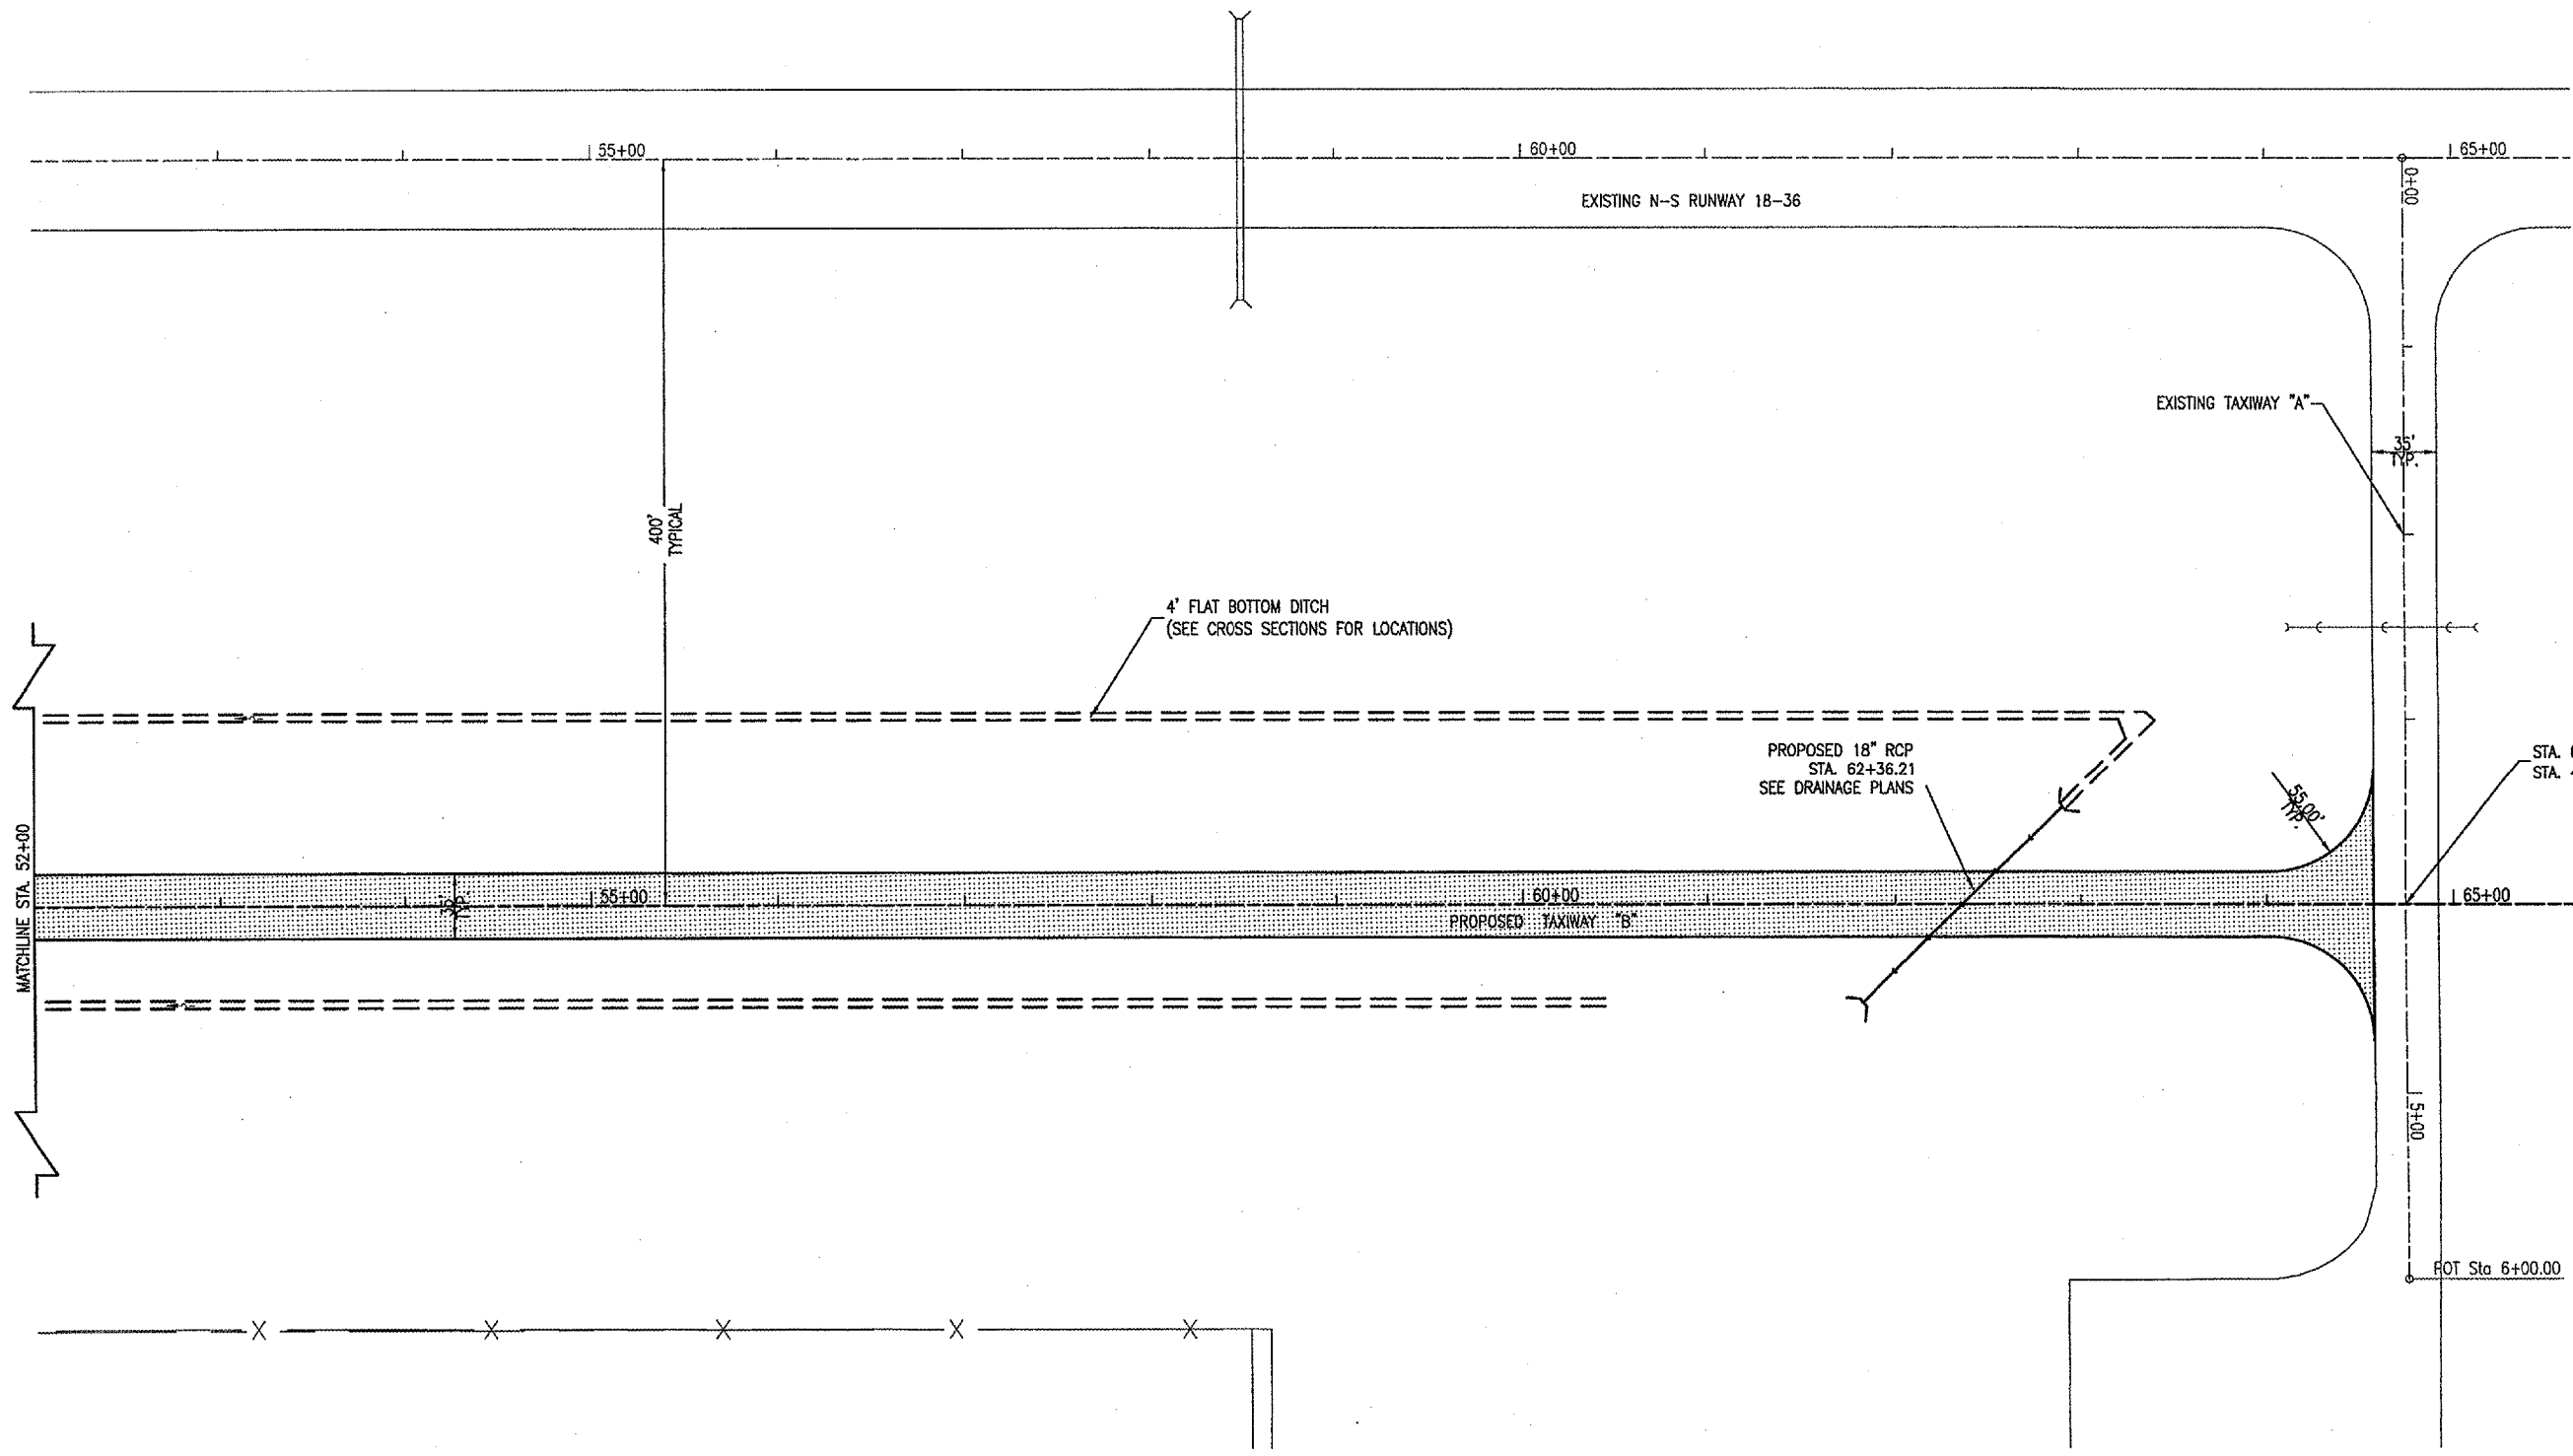 55+00
60+00
65+00
0+00
EXISTING N-S RUNWAY 18-36
EXISTING TAXIWAY "A"
35'
TYP.
400'
TYPICAL
4' FLAT BOTTOM DITCH
(SEE CROSS SECTIONS FOR LOCATIONS)
PROPOSED 18" RCP
STA. 62+36.21
SEE DRAINAGE PLANS
STA.
STA.
55.00'
TYP.
MATCHLINE STA. 52+00
35'
TYP.
55+00
60+00
65+00
PROPOSED TAXIWAY "B"
5+00
POT Sta 6+00.00